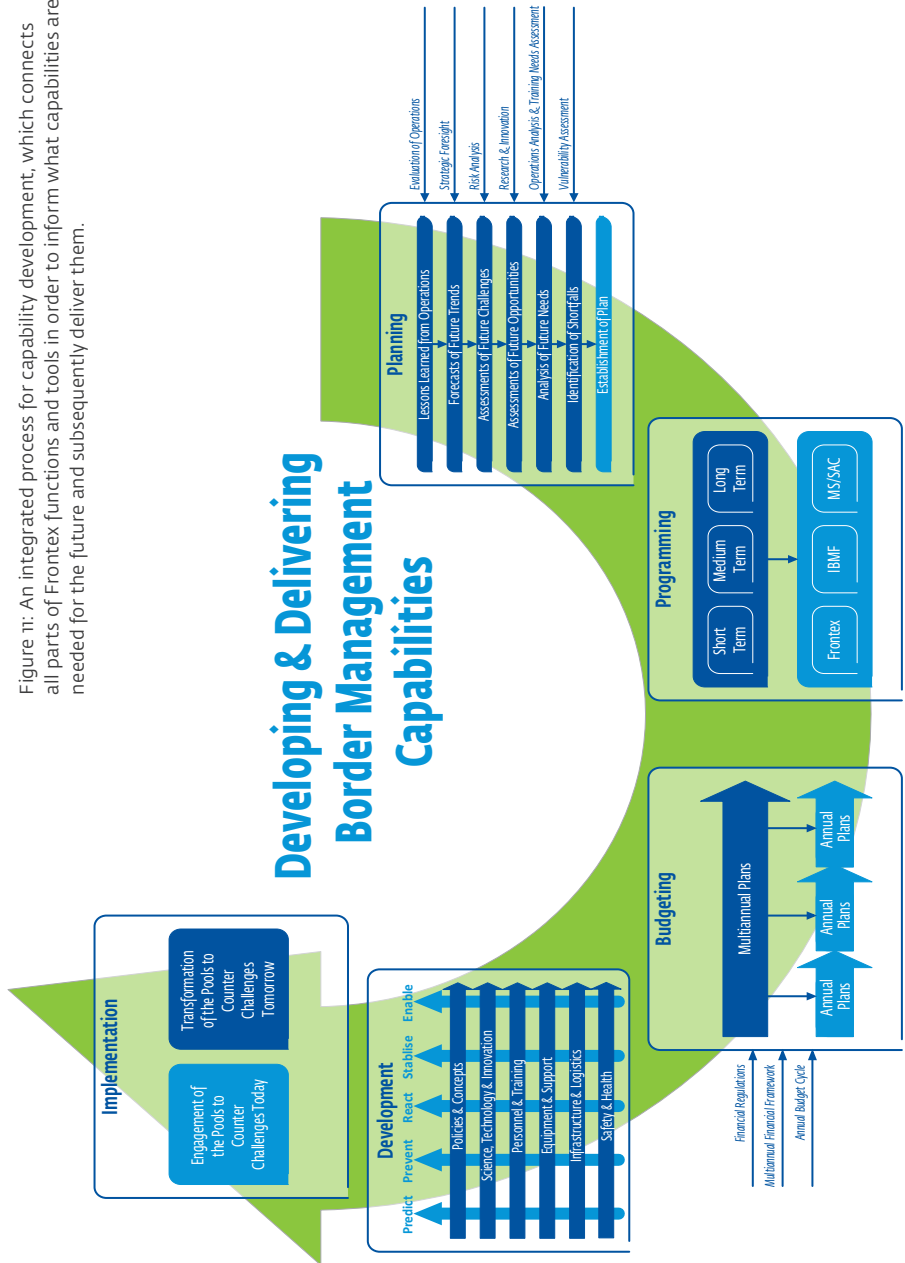 Figure 11: An integrated process for capability development, which connects
all parts of Frontex functions and tools in order to inform what capabilities are
needed for the future and subsequently deliver them.
Developing & Delivering
Border Management
Capabilities
Planning
Lessons Learned from Operations
Forecasts of Future Trends
Assessments of Future Challenges
Assessments of Future Opportunities
Analysis of Future Needs
Identification of Shortfalls
Establishment of Plan
Evaluation of Operations
Strategic Foresight
Risk Analysis
Research & Innovation
Operations Analysis & Training Needs Assessment
Vulnerability Assessment
Programming
Short
Term
Medium
Term
Long
Term
Frontex
IBMF
MS/SAC
Budgeting
Multiannual Plans
Annual
Plans
Annual
Plans
Annual
Plans
Financial Regulations
Multiannual Financial Framework
Annual Budget Cycle
Development
Predict
Prevent
React
Stablise
Enable
Policies & Concepts
Science, Technology & Innovation
Personnel & Training
Equipment & Support
Infrastructure & Logistics
Safety & Health
Implementation
Engagement of
the Pools to
Counter
Challenges Today
Transformation
of the Pools to
Counter
Challenges
Tomorrow